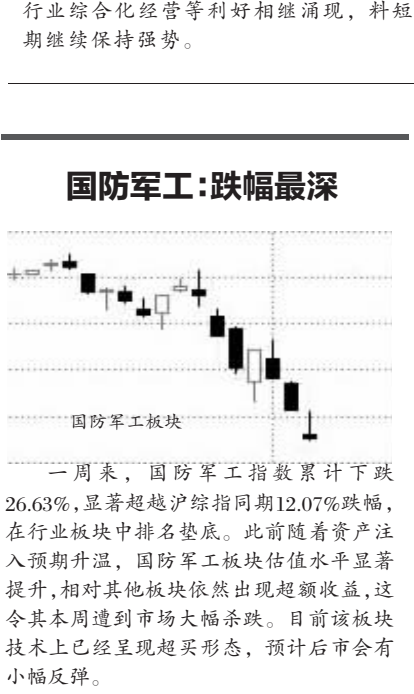 行业综合化经营等利好相继涌现，料短
期继续保持强势。
国防军工:跌幅最深
国防军工板块
一周来，国防军工指数累计下跌
26.63%,显著超越沪综指同期12.07%跌幅，
在行业板块中排名垫底。此前随着资产注
入预期升温，国防军工板块估值水平显著
提升,相对其他板块依然出现超额收益,这
令其本周遭到市场大幅杀跌。目前该板块
技术上已经呈现超买形态，预计后市会有
小幅反弹。